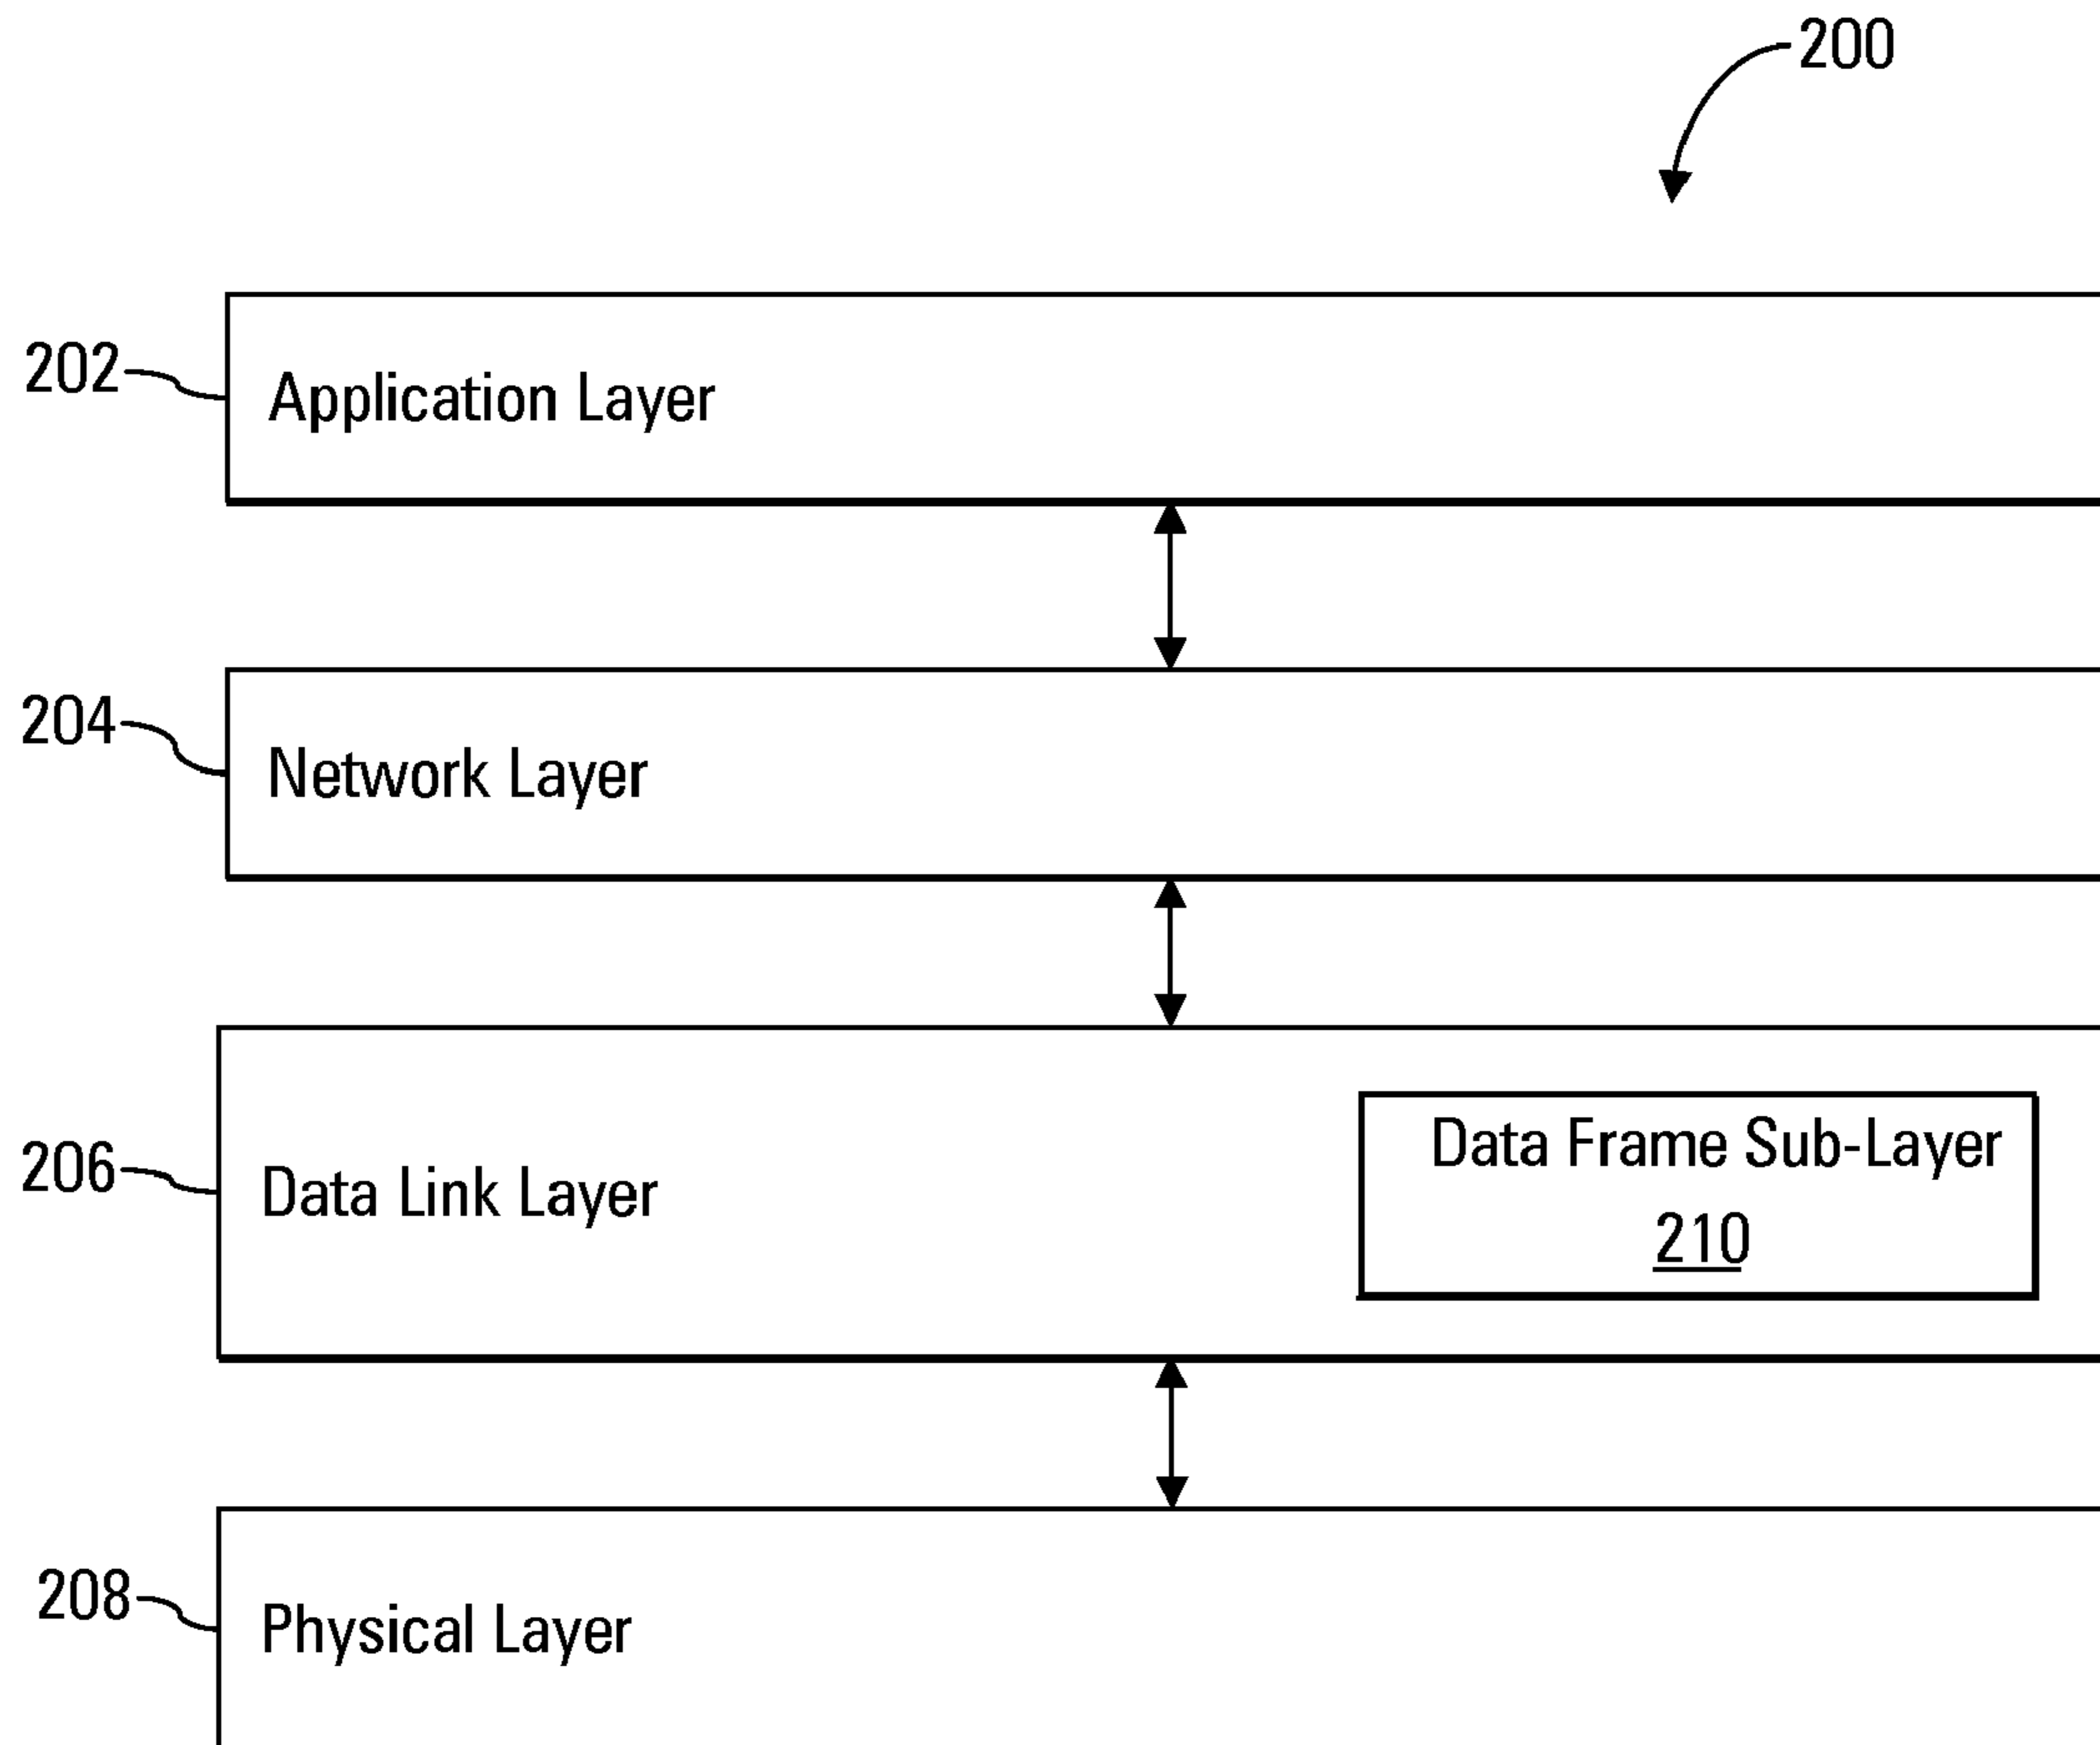 200
202
Application Layer
204
Network Layer
206
Data Link Layer
Data Frame Sub-Layer
210
208
Physical Layer